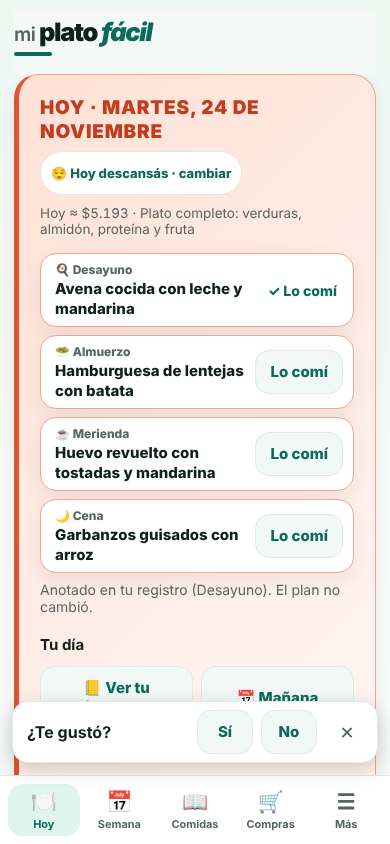 mi plato fácil
HOY · MARTES, 24 DE
NOVIEMBRE
Hoy descansás · cambiar
Hoy ≈ $5.193 · Plato completo: verduras,
almidón, proteína y fruta
Desayuno
Avena cocida con leche y
mandarina
✓ Lo comí
Almuerzo
Hamburguesa de lentejas
con batata
Lo comí
Merienda
Huevo revuelto con
tostadas y mandarina
Lo comí
Cena
Garbanzos guisados con
arroz
Lo comí
Anotado en tu registro (Desayuno). El plan no
cambió.
Tu día
Ver tu
Mañana
¿Te gustó?
Sí
No
×
Hoy
Semana
Comidas
Compras
Más